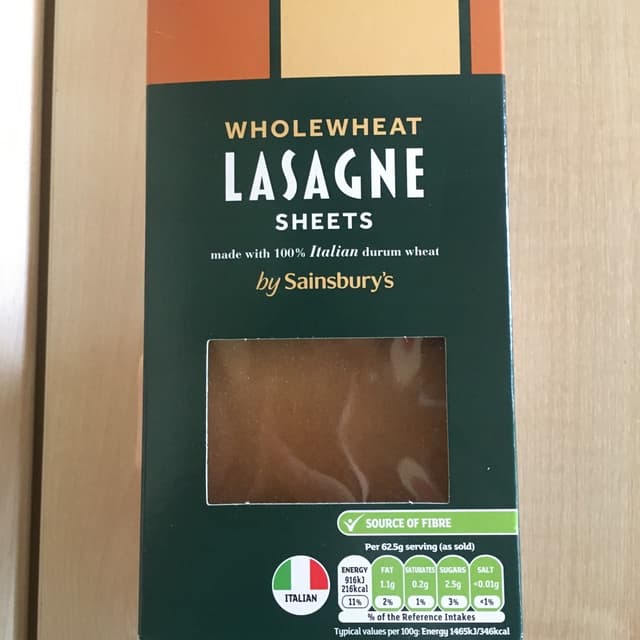 WHOLEWHEAT
LASAGNE
SHEETS
made with 100% Italian durum wheat
by Sainsbury's
SOURCE OF FIBRE
Per 62.5g serving (as sold)
ENERGY FAT SATURATES SUGARS SALT
916kJ 1.1g 0.2g 2.5g <0.01g
216kcal
11% 2% 1% 3% <1%
ITALIAN
% of the Reference Intakes
Typical values per 100g: Energy 1465kJ/346kcal